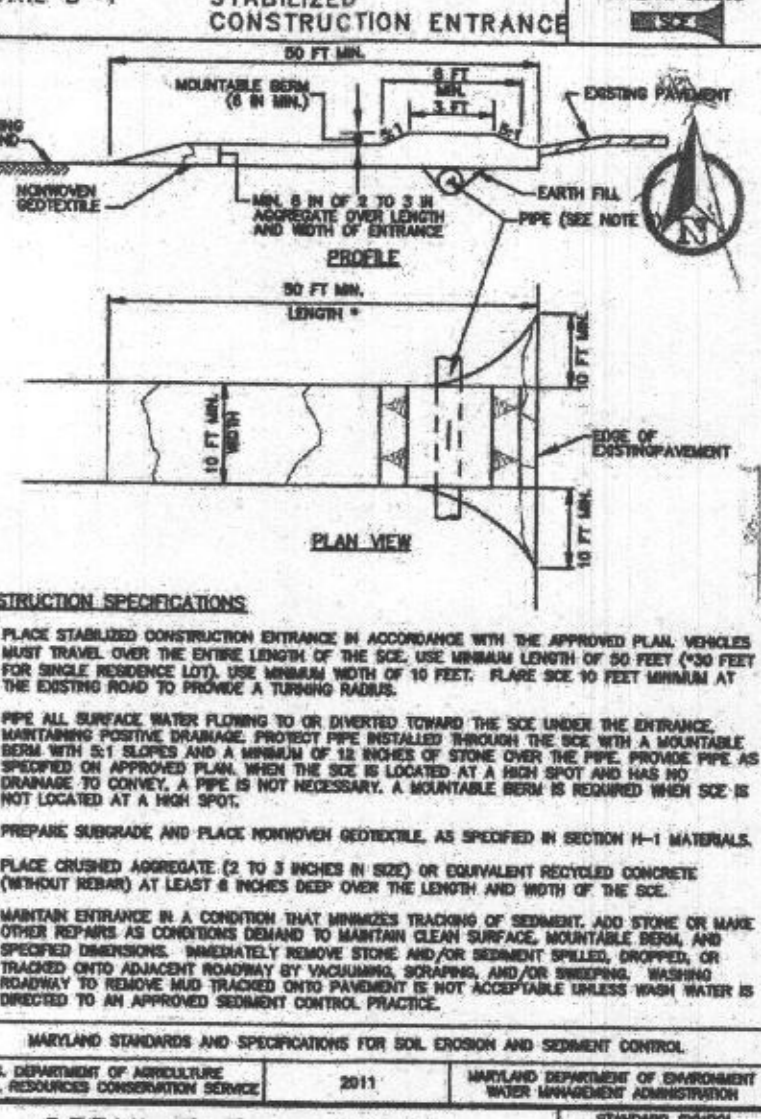 STABILIZED
CONSTRUCTION ENTRANCE
SCE
50 FT MIN.
MOUNTABLE BERM
(6 IN MIN.)
6 FT
MIN.
3 FT
5:1
5:1
EXISTING PAVEMENT
NONWOVEN
GEOTEXTILE
MIN. 6 IN OF 2 TO 3 IN
AGGREGATE OVER LENGTH
AND WIDTH OF ENTRANCE
EARTH FILL
PIPE (SEE NOTE
N
PROFILE
50 FT MIN.
LENGTH *
10 FT MIN.
10 FT MIN.
WIDTH
EDGE OF
EXISTINGPAVEMENT
10 FT MIN.
PLAN VIEW
STRUCTION SPECIFICATIONS
PLACE STABILIZED CONSTRUCTION ENTRANCE IN ACCORDANCE WITH THE APPROVED PLAN. VEHICLES
MUST TRAVEL OVER THE ENTIRE LENGTH OF THE SCE. USE MINIMUM LENGTH OF 50 FEET (*30 FEET
FOR SINGLE RESIDENCE LOT). USE MINIMUM WIDTH OF 10 FEET. FLARE SCE 10 FEET MINIMUM AT
THE EXISTING ROAD TO PROVIDE A TURNING RADIUS.
PIPE ALL SURFACE WATER FLOWING TO OR DIVERTED TOWARD THE SCE UNDER THE ENTRANCE,
MAINTAINING POSITIVE DRAINAGE. PROTECT PIPE INSTALLED THROUGH THE SCE WITH A MOUNTABLE
BERM WITH 5:1 SLOPES AND A MINIMUM OF 12 INCHES OF STONE OVER THE PIPE. PROVIDE PIPE AS
SPECIFIED ON APPROVED PLAN. WHEN THE SCE IS LOCATED AT A HIGH SPOT AND HAS NO
DRAINAGE TO CONVEY, A PIPE IS NOT NECESSARY. A MOUNTABLE BERM IS REQUIRED WHEN SCE IS
NOT LOCATED AT A HIGH SPOT.
PREPARE SUBGRADE AND PLACE NONWOVEN GEOTEXTILE, AS SPECIFIED IN SECTION H-1 MATERIALS.
PLACE CRUSHED AGGREGATE (2 TO 3 INCHES IN SIZE) OR EQUIVALENT RECYCLED CONCRETE
(WITHOUT REBAR) AT LEAST 6 INCHES DEEP OVER THE LENGTH AND WIDTH OF THE SCE.
MAINTAIN ENTRANCE IN A CONDITION THAT MINIMIZES TRACKING OF SEDIMENT. ADD STONE OR MAKE
OTHER REPAIRS AS CONDITIONS DEMAND TO MAINTAIN CLEAN SURFACE, MOUNTABLE BERM, AND
SPECIFIED DIMENSIONS. IMMEDIATELY REMOVE STONE AND/OR SEDIMENT SPILLED, DROPPED, OR
TRACKED ONTO ADJACENT ROADWAY BY VACUUMING, SCRAPING, AND/OR SWEEPING. WASHING
ROADWAY TO REMOVE MUD TRACKED ONTO PAVEMENT IS NOT ACCEPTABLE UNLESS WASH WATER IS
DIRECTED TO AN APPROVED SEDIMENT CONTROL PRACTICE.
MARYLAND STANDARDS AND SPECIFICATIONS FOR SOIL EROSION AND SEDIMENT CONTROL
DEPARTMENT OF AGRICULTURE
RESOURCES CONSERVATION SERVICE
2011
MARYLAND DEPARTMENT OF ENVIRONMENT
WATER MANAGEMENT ADMINISTRATION